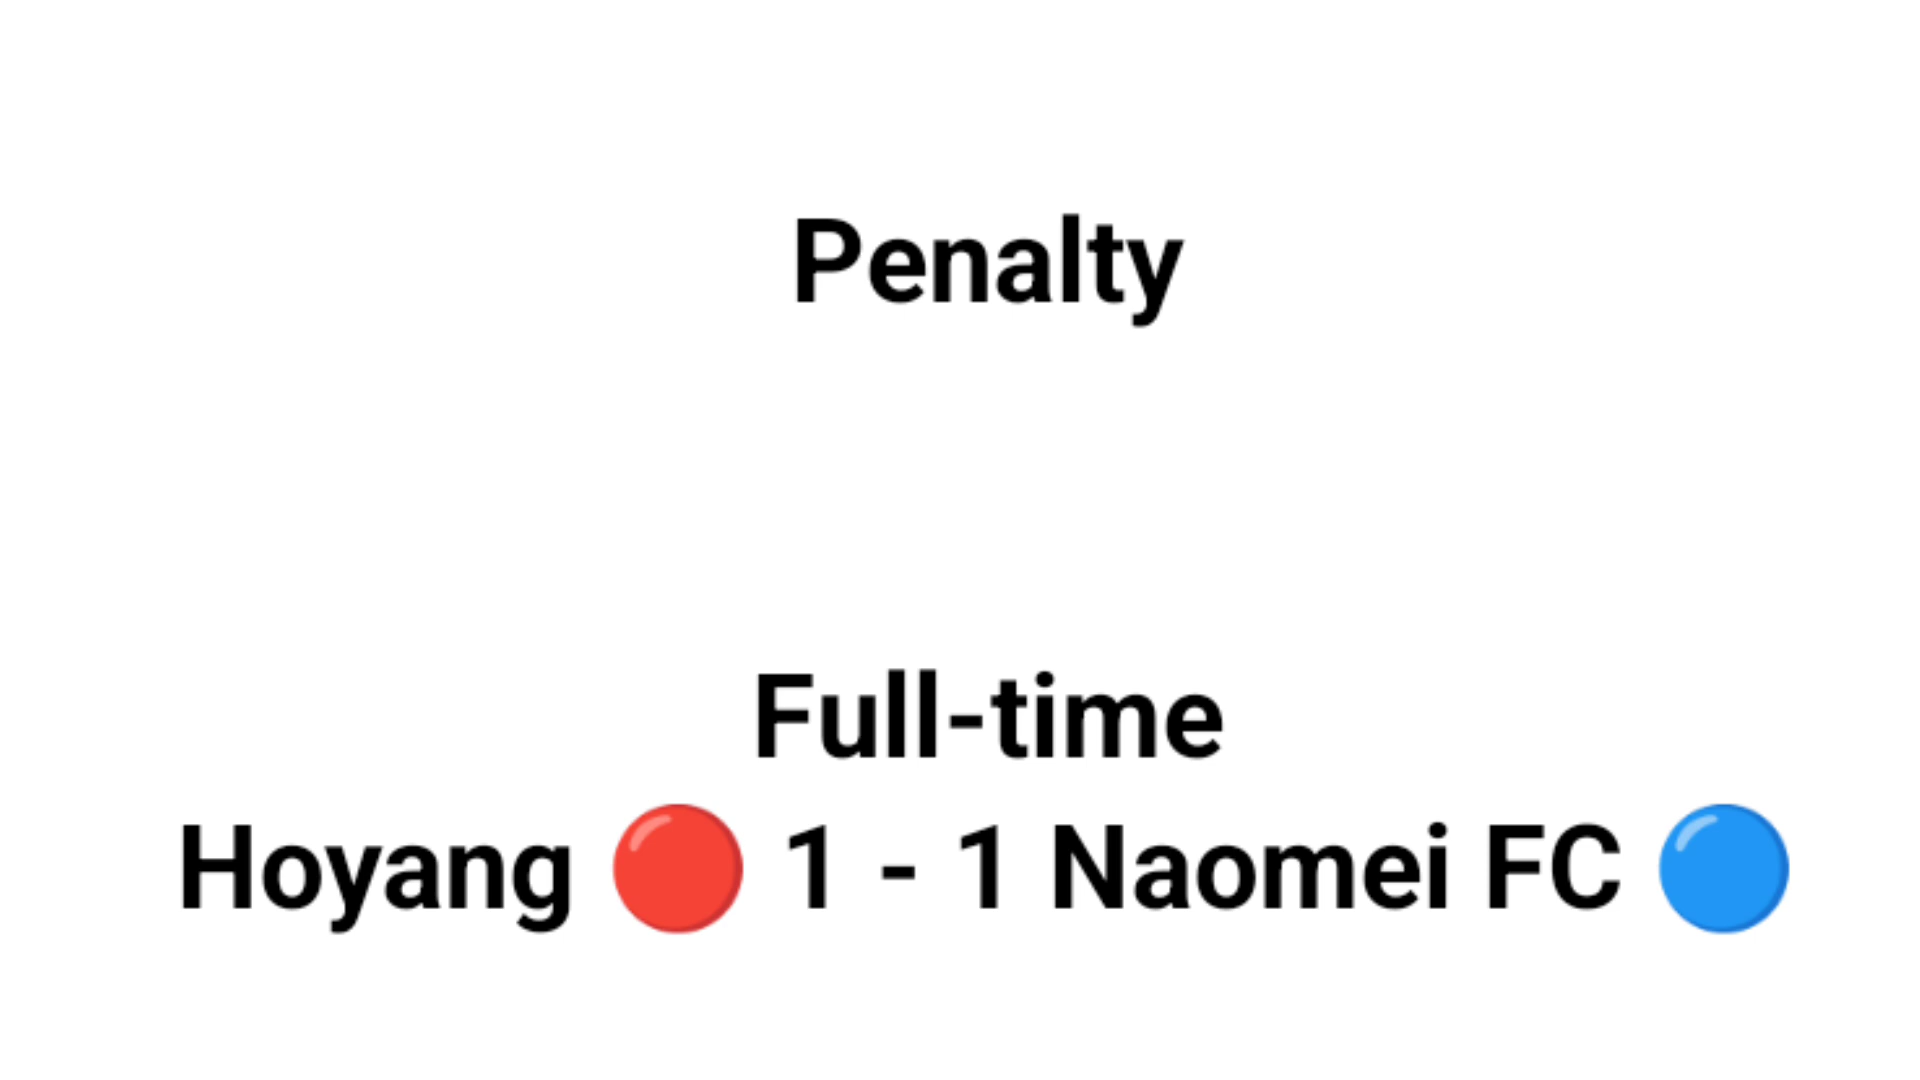 Penalty
Full-time
Hoyang 🔴 1 - 1 Naomei FC 🔵